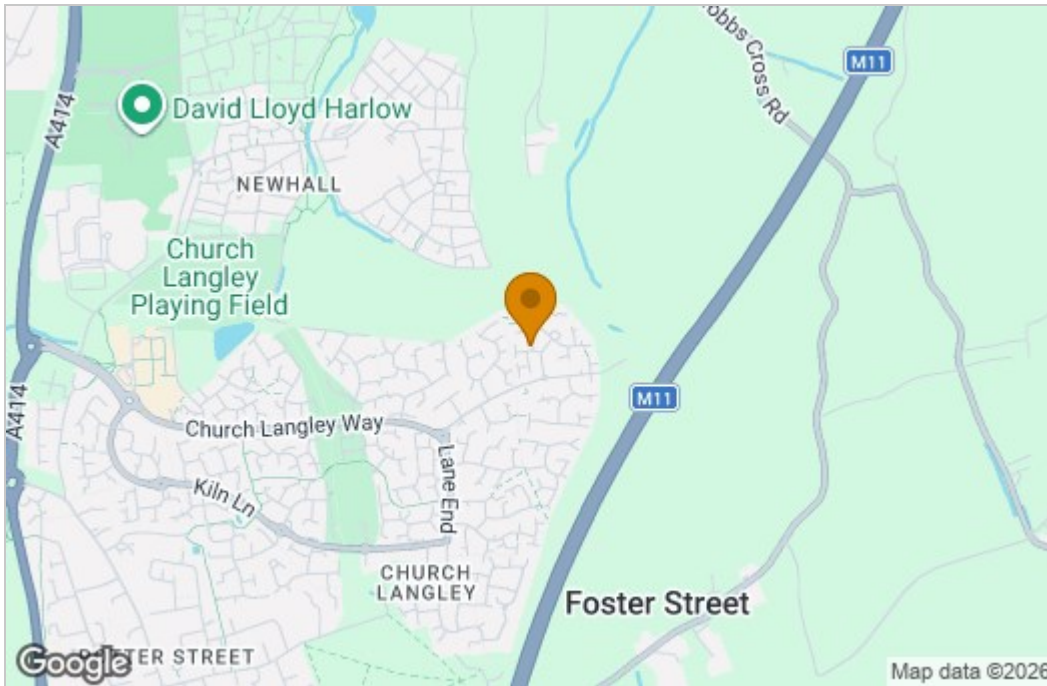 Hobbs Cross Rd
M11
A414
David Lloyd Harlow
NEWHALL
Church
Langley
Playing Field
M11
A414
Church Langley Way
Lane End
Kiln Ln
CHURCH
LANGLEY
Foster Street
POTTER STREET
Google
Map data ©2026